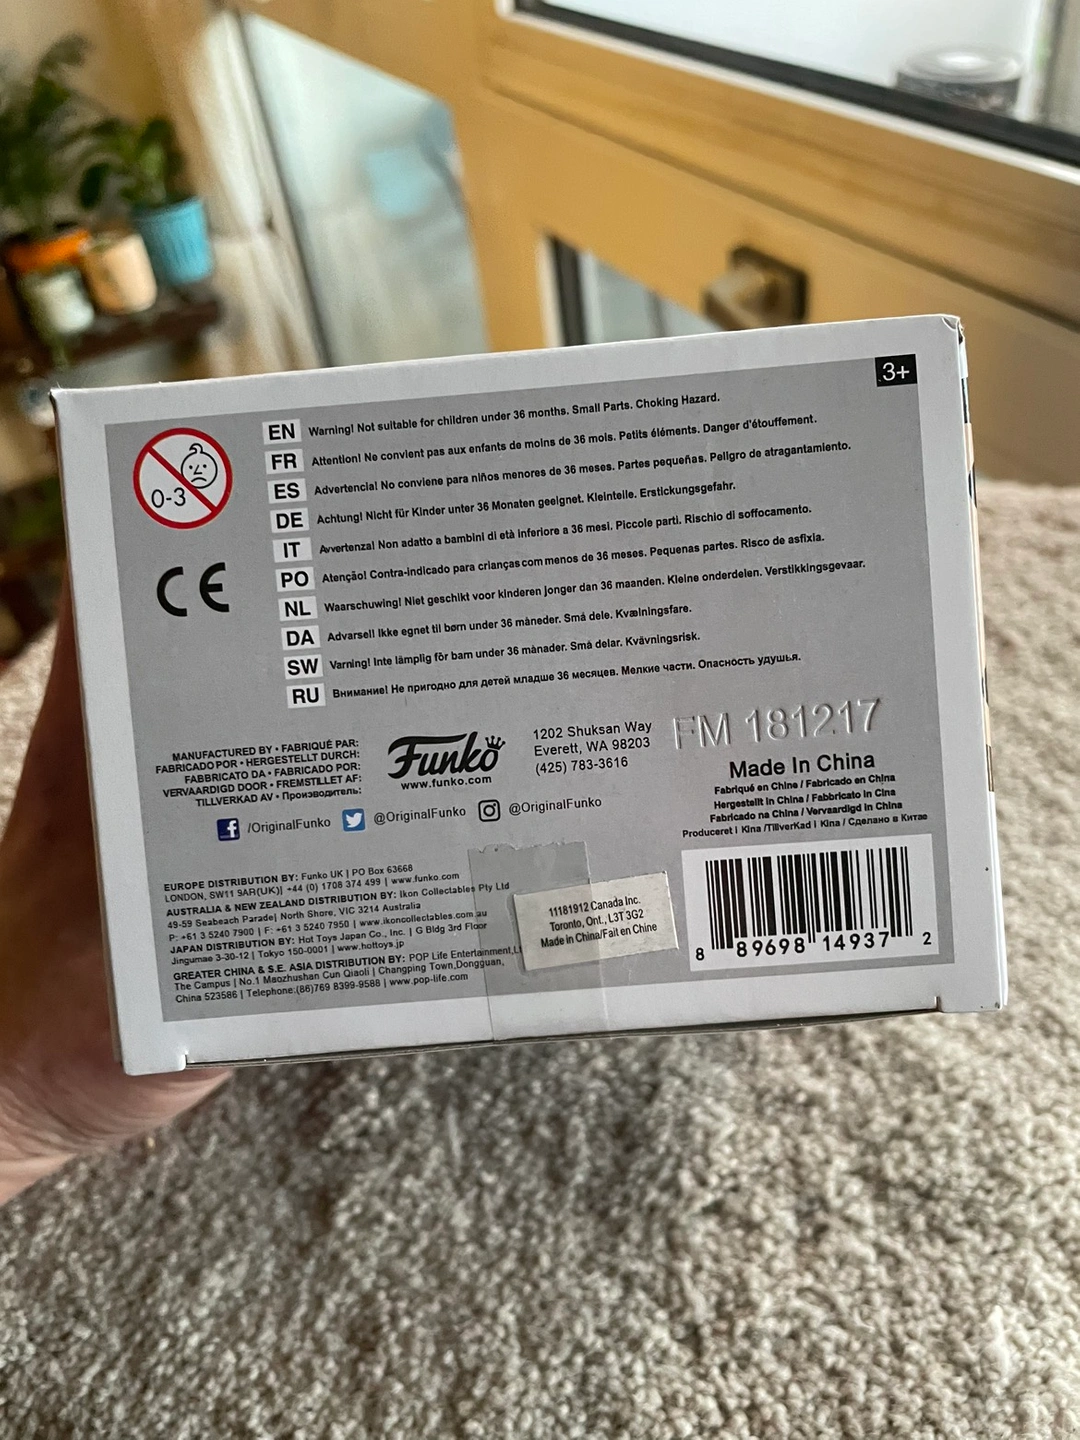 3+
0-3
EN Warning! Not suitable for children under 36 months. Small Parts. Choking Hazard.
FR Attention! Ne convient pas aux enfants de moins de 36 mois. Petits éléments. Danger d'étouffement.
ES Advertencia! No conviene para niños menores de 36 meses. Partes pequeñas. Peligro de atragantamiento.
DE Achtung! Nicht für Kinder unter 36 Monaten geeignet. Kleinteile. Erstickungsgefahr.
IT Avvertenza! Non adatto a bambini di età inferiore a 36 mesi. Piccole parti. Rischio di soffocamento.
PO Atenção! Contra-indicado para crianças com menos de 36 meses. Pequenas partes. Risco de asfixia.
NL Waarschuwing! Niet geschikt voor kinderen jonger dan 36 maanden. Kleine onderdelen. Verstikkingsgevaar.
DA Advarsel! Ikke egnet til børn under 36 måneder. Små dele. Kvælningsfare.
SW Varning! Inte lämplig för barn under 36 månader. Små delar. Kvävningsrisk.
RU Внимание! Не пригодно для детей младше 36 месяцев. Мелкие части. Опасность удушья.
CE
MANUFACTURED BY • FABRIQUÉ PAR:
FABRICADO POR • HERGESTELLT DURCH:
FABBRICATO DA • FABRICADO POR:
VERVAARDIGD DOOR • FREMSTILLET AF:
TILLVERKAD AV • Производитель:
Funko
www.funko.com
1202 Shuksan Way
Everett, WA 98203
(425) 783-3616
FM 181217
Made In China
Fabriqué en Chine / Fabricado en China
Hergestellt in China / Fabbricato in Cina
Fabricado na China / Vervaardigd in China
Produceret i Kina /TillverKad i Kina / Сделано в Китае
/OriginalFunko @OriginalFunko @OriginalFunko
EUROPE DISTRIBUTION BY: Funko UK | PO Box 63668
LONDON, SW11 9AR(UK)| +44 (0) 1708 374 499 | www.funko.com
AUSTRALIA & NEW ZEALAND DISTRIBUTION BY: Ikon Collectables Pty Ltd
49-59 Seabeach Parade| North Shore, VIC 3214 Australia
P: +61 3 5240 7900 | F: +61 3 5240 7950 | www.ikoncollectables.com.au
JAPAN DISTRIBUTION BY: Hot Toys Japan Co., Inc. | G Bldg 3rd Floor
Jingumae 3-30-12 | Tokyo 150-0001 | www.hottoys.jp
GREATER CHINA & S.E. ASIA DISTRIBUTION BY: POP Life Entertainment,
The Campus | No.1 Maozhushan Cun Qiaoli | Changping Town,Dongguan,
China 523586 | Telephone:(86)769 8399-9588 | www.pop-life.com
11181912 Canada Inc.
Toronto, Ont., L3T 3G2
Made in China/Fait en Chine
8 89698 14937 2